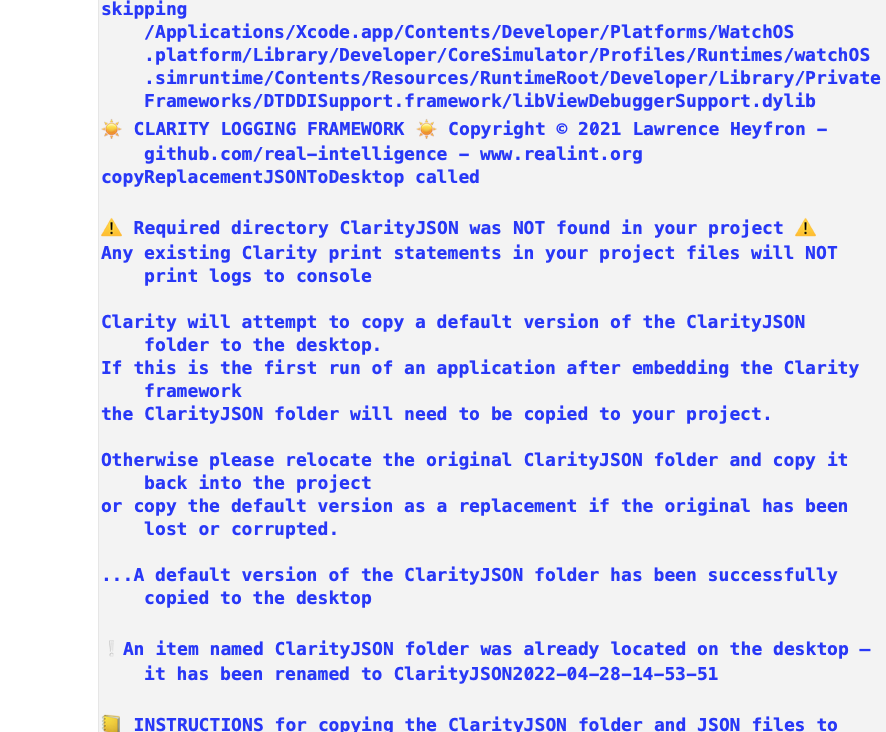 skipping
/Applications/Xcode.app/Contents/Developer/Platforms/WatchOS
.platform/Library/Developer/CoreSimulator/Profiles/Runtimes/watchOS
.simruntime/Contents/Resources/RuntimeRoot/Developer/Library/Private
Frameworks/DTDDISupport.framework/libViewDebuggerSupport.dylib
☀️ CLARITY LOGGING FRAMEWORK ☀️ Copyright © 2021 Lawrence Heyfron –
github.com/real-intelligence – www.realint.org
copyReplacementJSONToDesktop called
⚠️ Required directory ClarityJSON was NOT found in your project ⚠️
Any existing Clarity print statements in your project files will NOT
print logs to console
Clarity will attempt to copy a default version of the ClarityJSON
folder to the desktop.
If this is the first run of an application after embedding the Clarity
framework
the ClarityJSON folder will need to be copied to your project.
Otherwise please relocate the original ClarityJSON folder and copy it
back into the project
or copy the default version as a replacement if the original has been
lost or corrupted.
...A default version of the ClarityJSON folder has been successfully
copied to the desktop
❕An item named ClarityJSON folder was already located on the desktop –
it has been renamed to ClarityJSON2022-04-28-14-53-51
📒 INSTRUCTIONS for copying the ClarityJSON folder and JSON files to